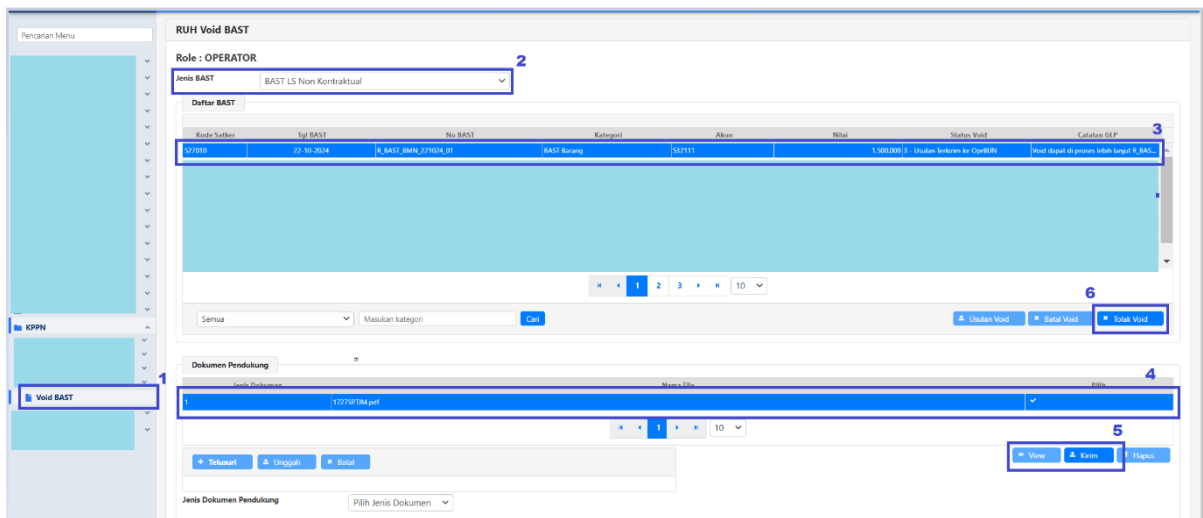 Pencarian Menu
KPPN
1
Void BAST
RUH Void BAST
Role : OPERATOR
2
Jenis BAST BAST LS Non Kontraktual
Daftar BAST
3
Kode Satker Tgl BAST No BAST Kategori Akun Nilai Status Void Catatan GLP
527010 22-10-2024 R_BAST_BMN_221024_01 BAST Barang 532111 1.500.000 3 - Usulan Terkirim ke OprBUN Void dapat di proses lebih lanjut R_BAS...
1 2 3 10
6
Semua Masukan kategori Cari Usulan Void Batal Void Tolak Void
Dokumen Pendukung
4
Jenis Dokumen Nama File Pilih
1 1727SPTJM.pdf
1 10
5
Telusuri Unggah Batal View Kirim Hapus
Jenis Dokumen Pendukung Pilih Jenis Dokumen